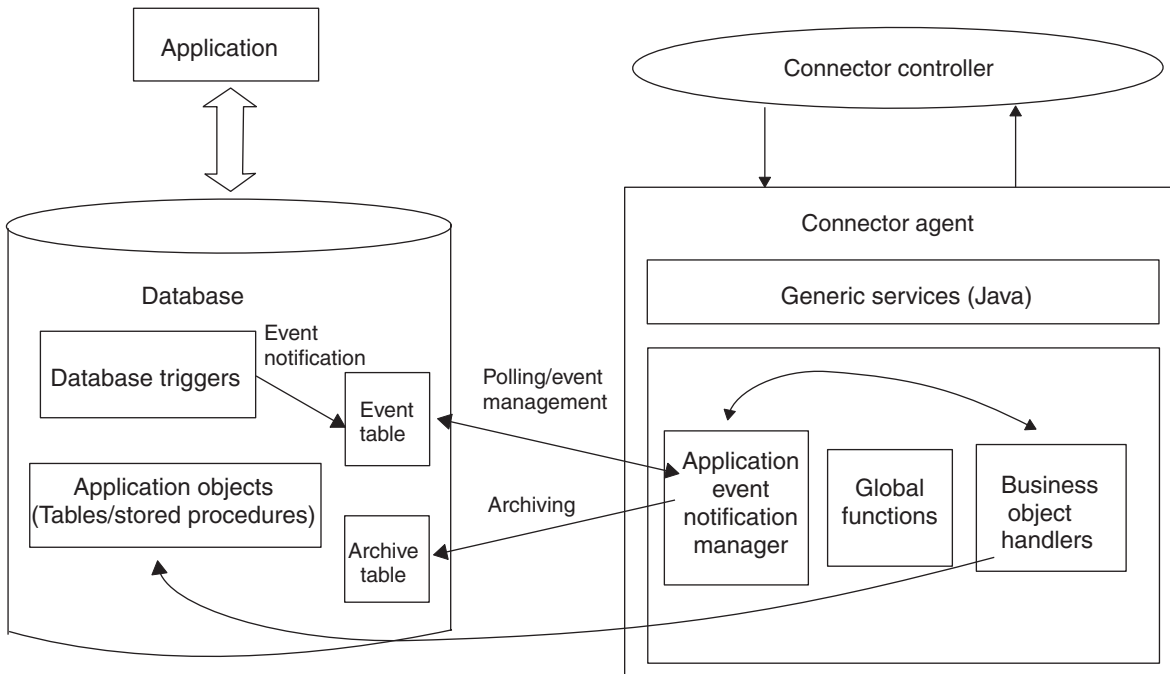 Application
Connector controller
Connector agent
Generic services (Java)
Database
Event
notification
Database triggers
Event
table
Polling/event
management
Application objects
(Tables/stored procedures)
Archiving
Archive
table
Application
event
notification
manager
Global
functions
Business
object
handlers